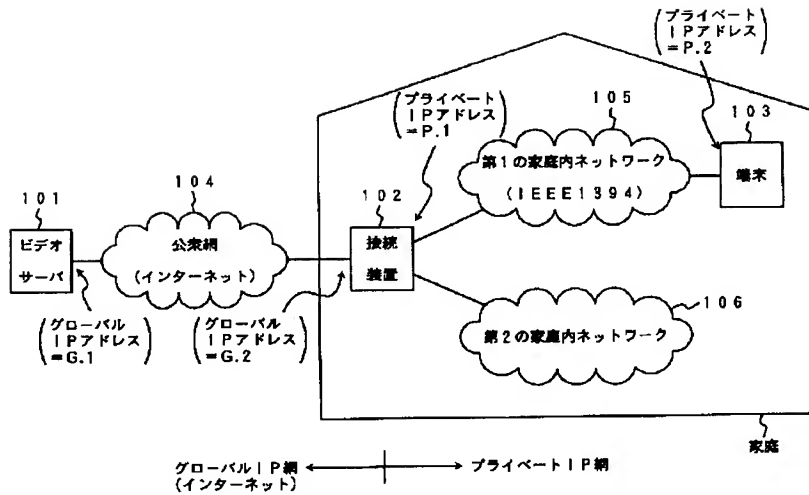 プライベート
IPアドレス
=P.2
プライベート
IPアドレス
=P.1
105
103
104
第1の家庭内ネットワーク
(IEEE1394)
端末
101
102
ビデオ
サーバ
公衆網
(インターネット)
接続
装置
106
グローバル
IPアドレス
=G.1
グローバル
IPアドレス
=G.2
第2の家庭内ネットワーク
家庭
グローバルIP網
(インターネット)
プライベートIP網